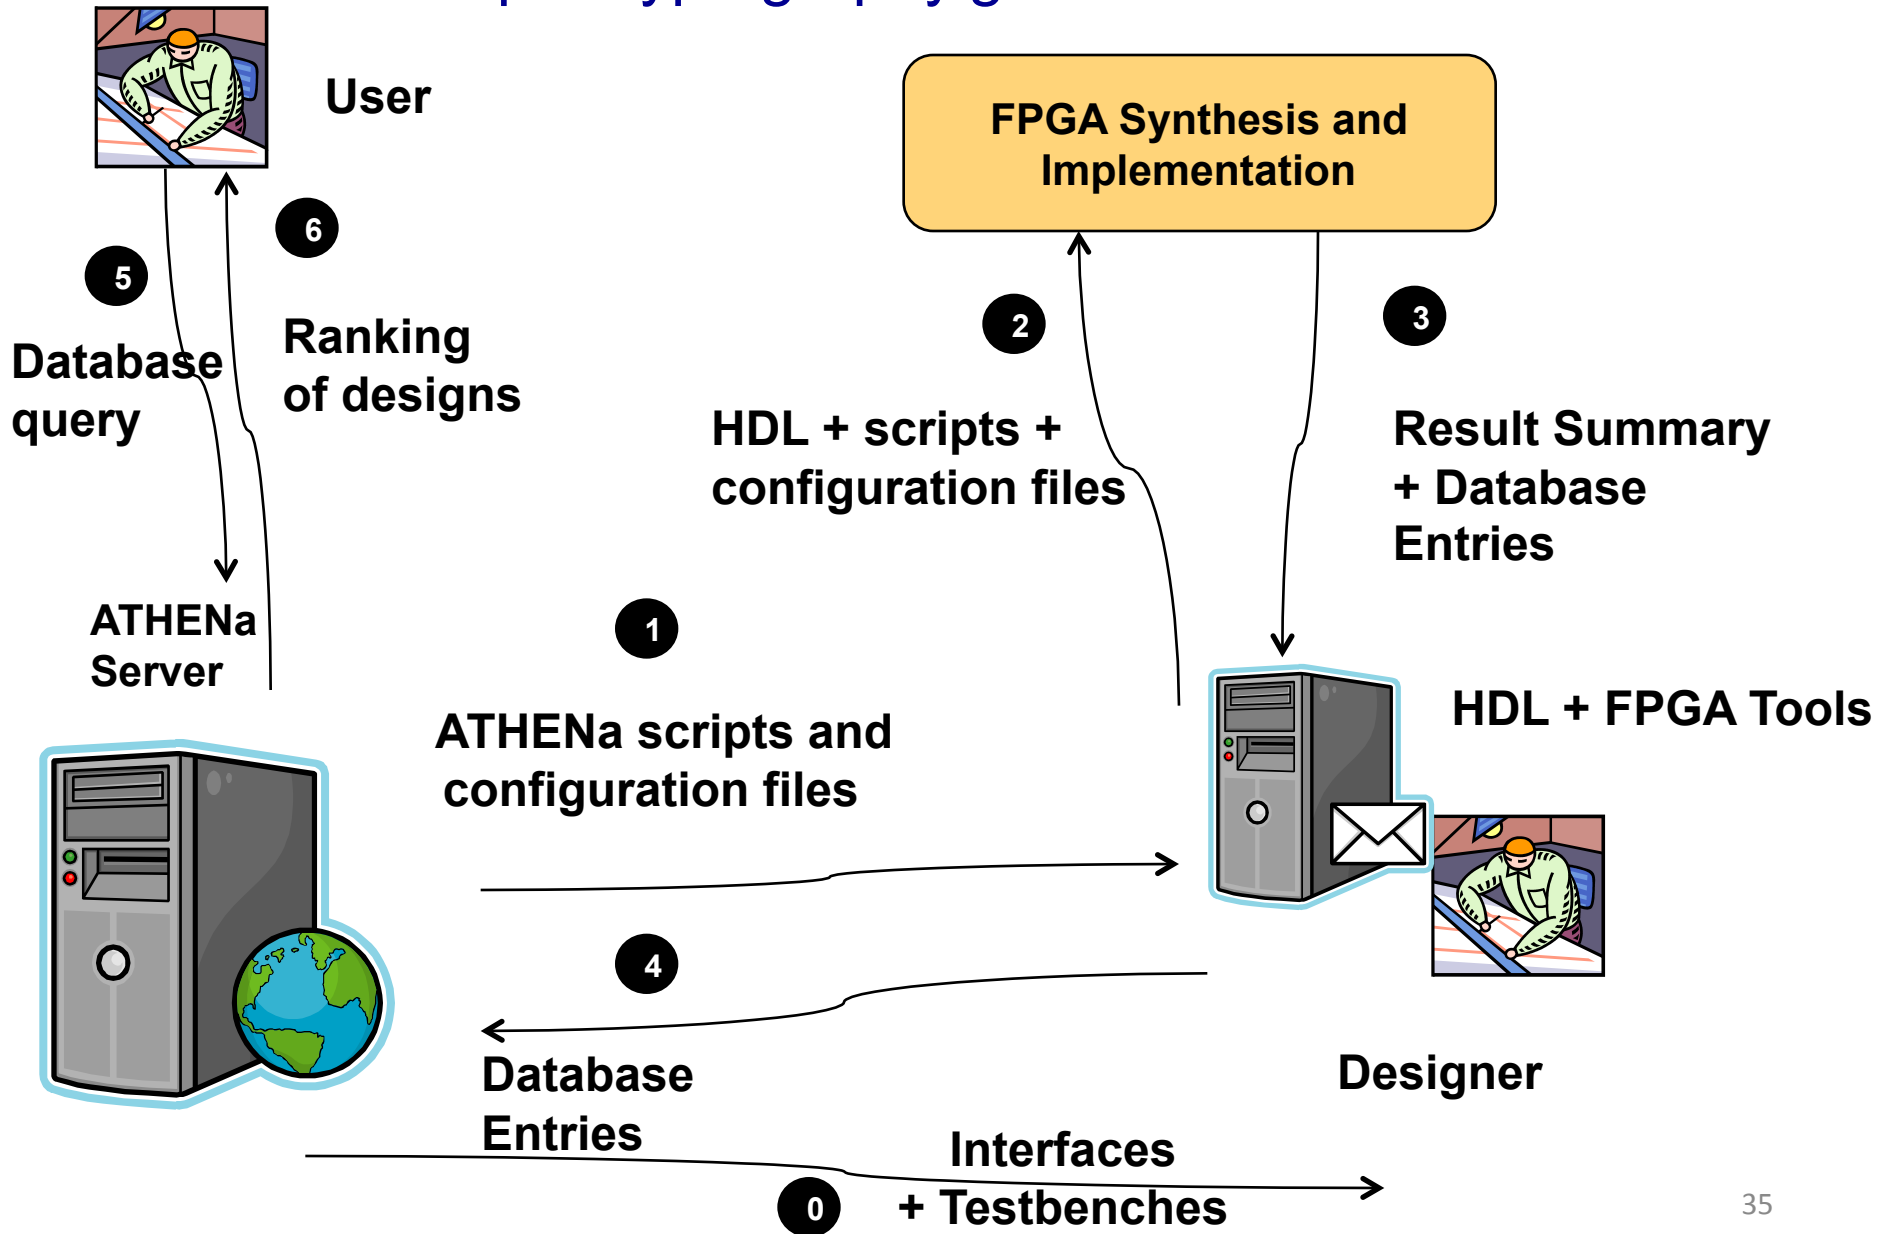 User
FPGA Synthesis and
Implementation
6
5
2
3
Ranking
of designs
Database
query
HDL + scripts +
configuration files
Result Summary
+ Database
Entries
ATHENa
Server
1
ATHENa scripts and
configuration files
HDL + FPGA Tools
4
Database
Entries
Designer
Interfaces
+ Testbenches
0
35